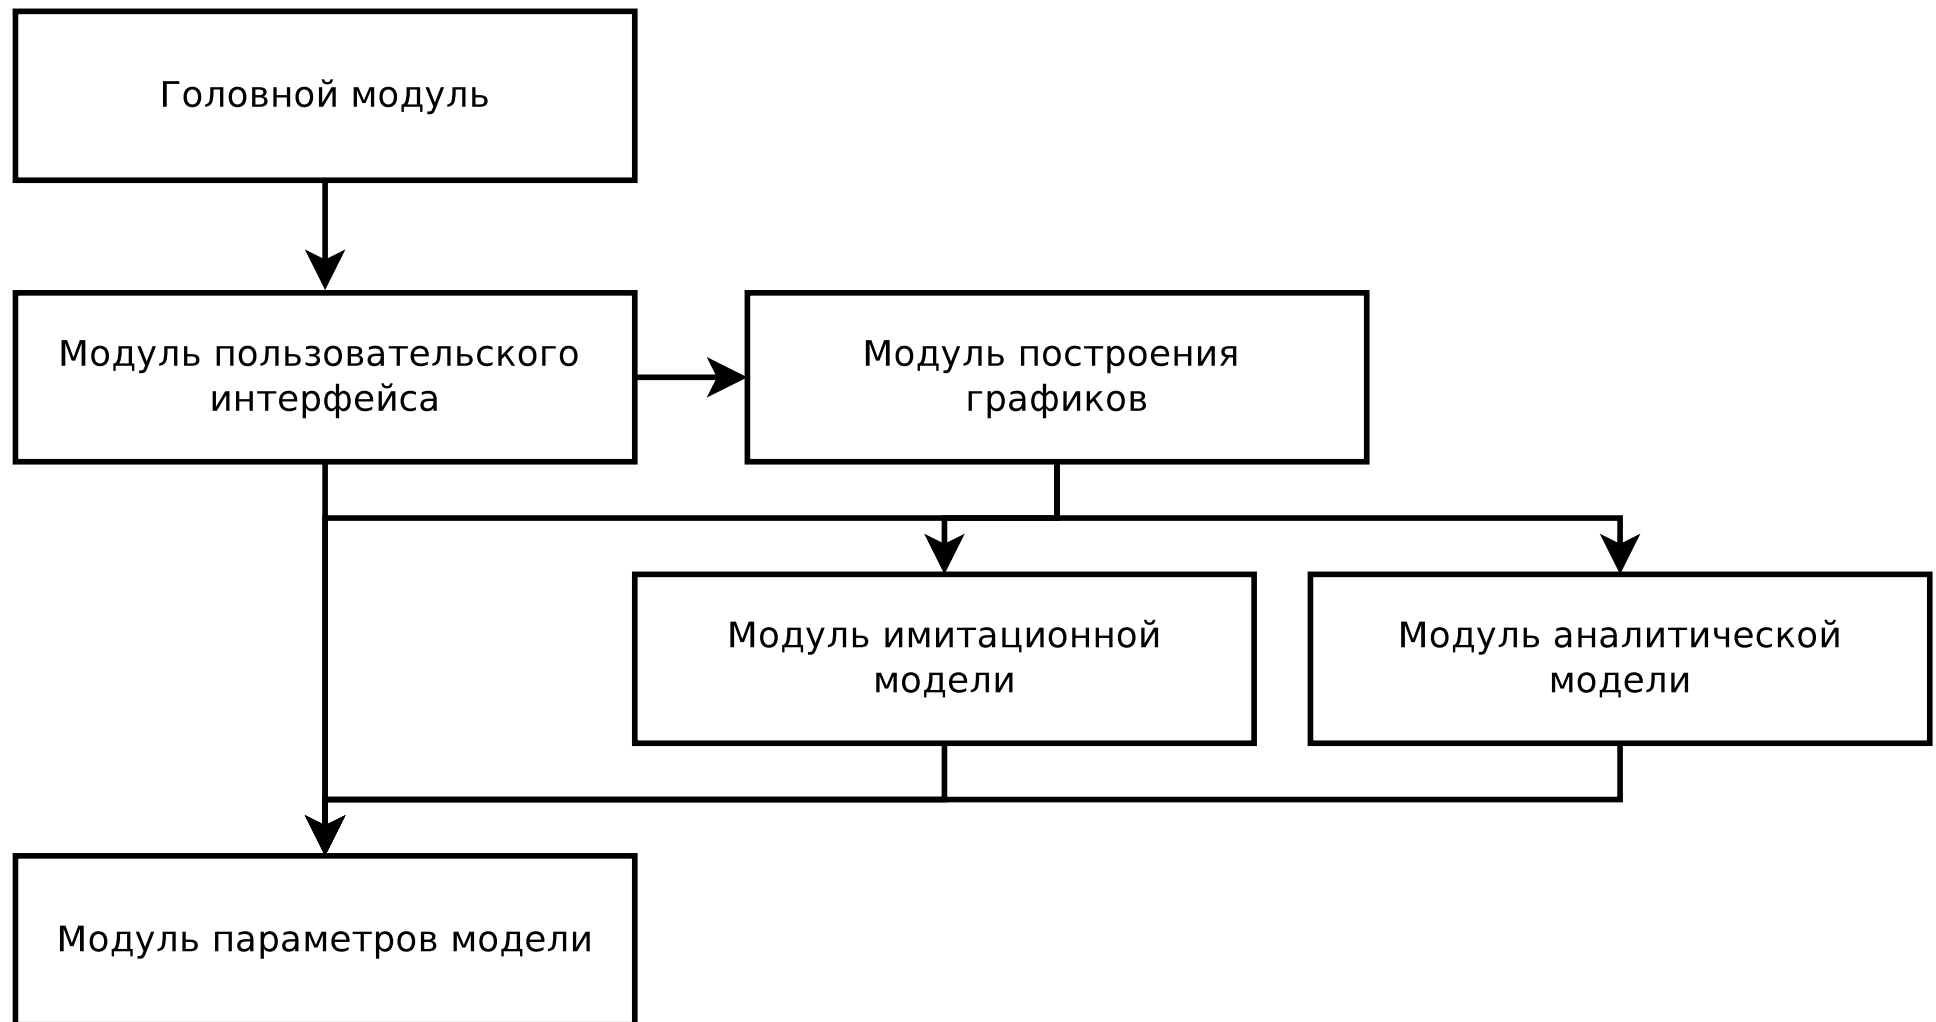 Головной модуль
Модуль пользовательского
интерфейса
Модуль построения
графиков
Модуль имитационной
модели
Модуль аналитической
модели
Модуль параметров модели